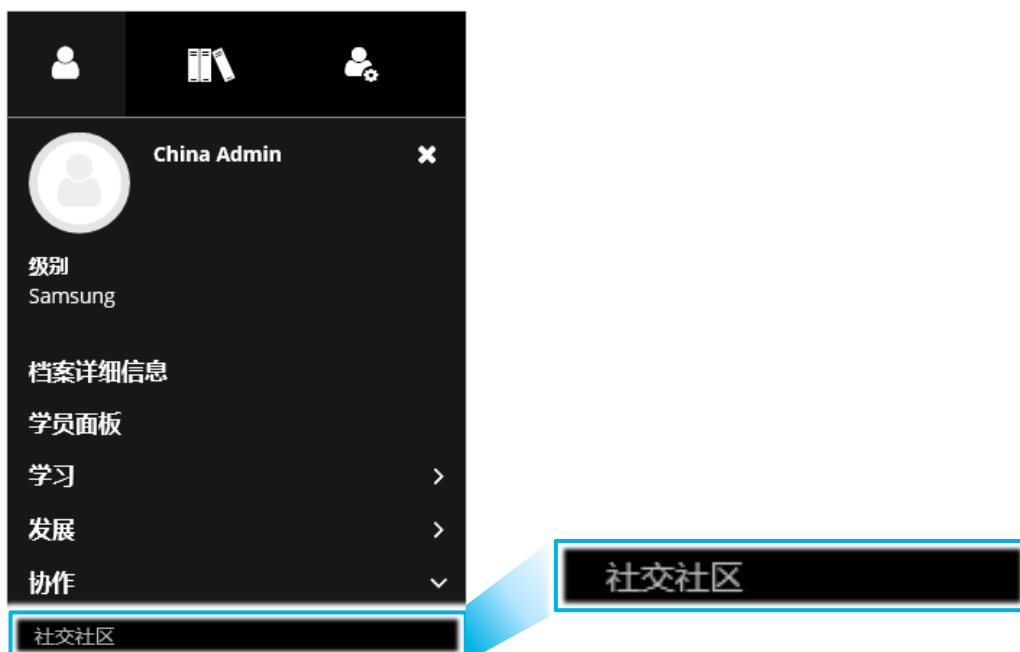 China Admin
级别
Samsung
档案详细信息
学员面板
学习
发展
协作
社交社区
社交社区